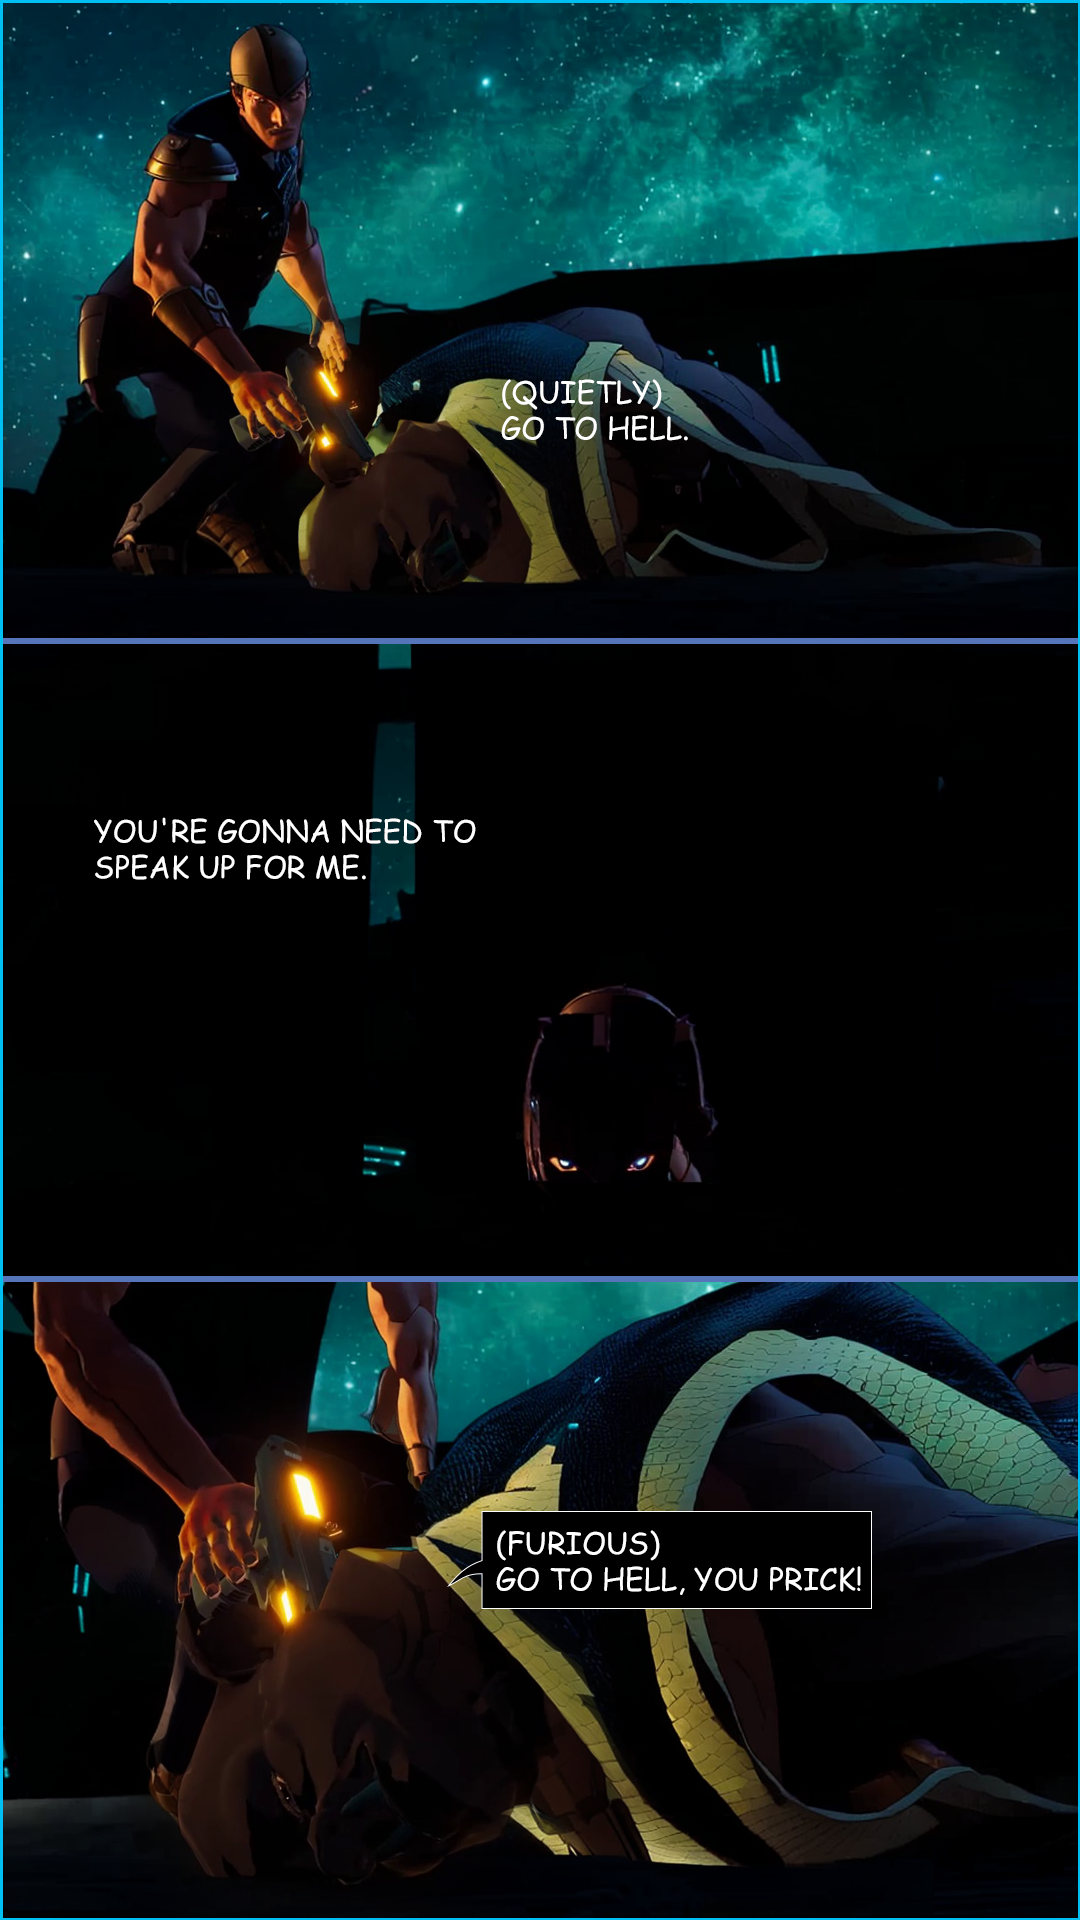 (QUIETLY)
GO TO HELL.
YOU'RE GONNA NEED TO
SPEAK UP FOR ME.
(FURIOUS)
GO TO HELL, YOU PRICK!